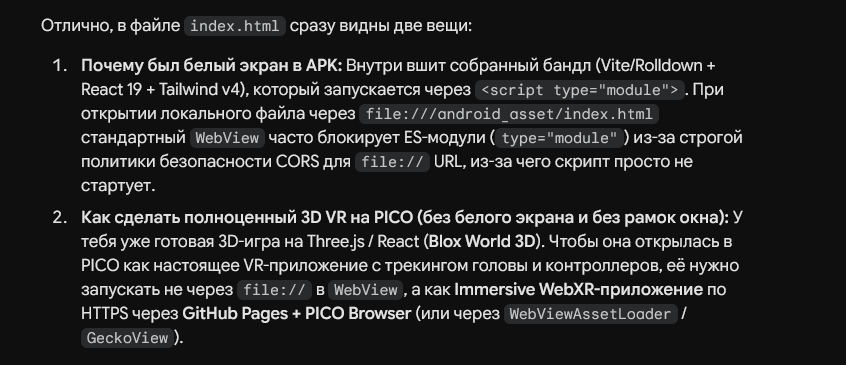 Отлично, в файле index.html сразу видны две вещи:
1. Почему был белый экран в APK: Внутри вшит собранный бандл (Vite/Rolldown +
React 19 + Tailwind v4), который запускается через <script type="module">. При
открытии локального файла через file:///android_asset/index.html
стандартный WebView часто блокирует ES-модули (type="module") из-за строгой
политики безопасности CORS для file:// URL, из-за чего скрипт просто не
стартует.
2. Как сделать полноценный 3D VR на PICO (без белого экрана и без рамок окна): У
тебя уже готовая 3D-игра на Three.js / React (Blox World 3D). Чтобы она открылась в
PICO как настоящее VR-приложение с трекингом головы и контроллеров, её нужно
запускать не через file:// в WebView, а как Immersive WebXR-приложение по
HTTPS через GitHub Pages + PICO Browser (или через WebViewAssetLoader /
GeckoView).